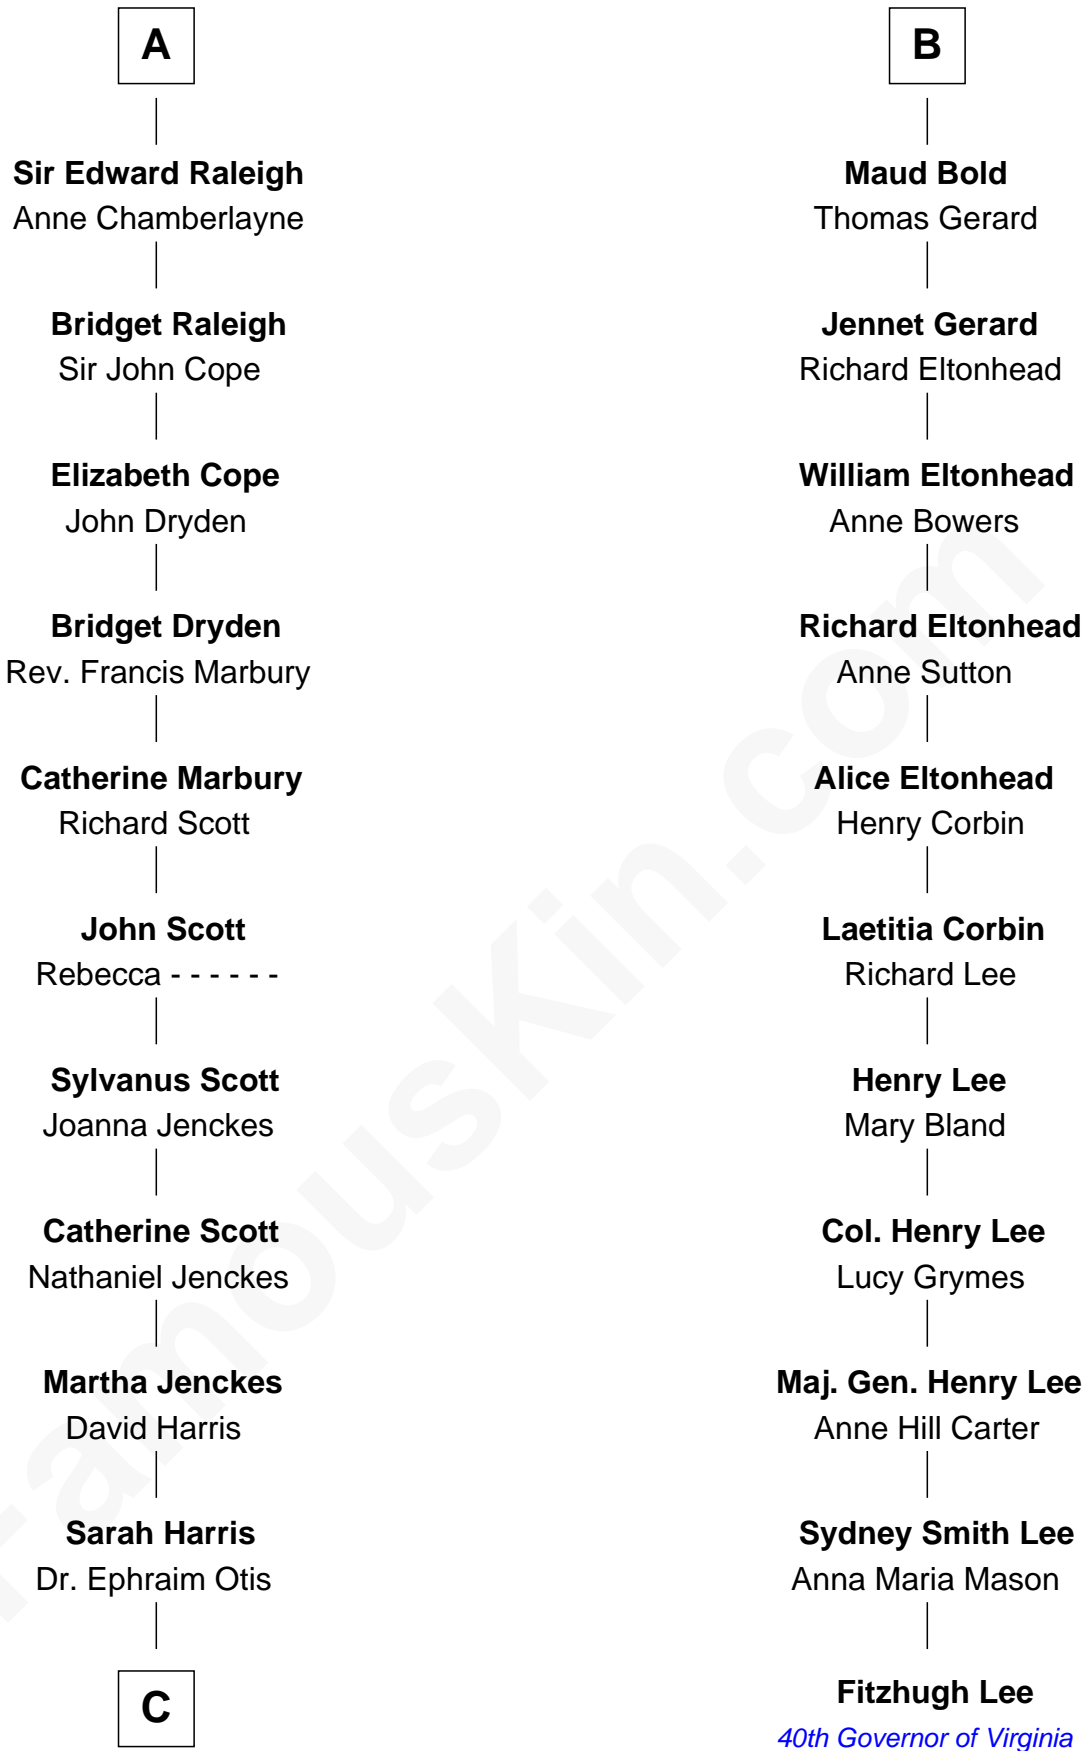 A
Sir Edward Raleigh
Anne Chamberlayne
Bridget Raleigh
Sir John Cope
Elizabeth Cope
John Dryden
Bridget Dryden
Rev. Francis Marbury
Catherine Marbury
Richard Scott
John Scott
Rebecca - - - - - -
Sylvanus Scott
Joanna Jenckes
Catherine Scott
Nathaniel Jenckes
Martha Jenckes
David Harris
Sarah Harris
Dr. Ephraim Otis
C
B
Maud Bold
Thomas Gerard
Jennet Gerard
Richard Eltonhead
William Eltonhead
Anne Bowers
Richard Eltonhead
Anne Sutton
Alice Eltonhead
Henry Corbin
Laetitia Corbin
Richard Lee
Henry Lee
Mary Bland
Col. Henry Lee
Lucy Grymes
Maj. Gen. Henry Lee
Anne Hill Carter
Sydney Smith Lee
Anna Maria Mason
Fitzhugh Lee
40th Governor of Virginia
FamousKin.com